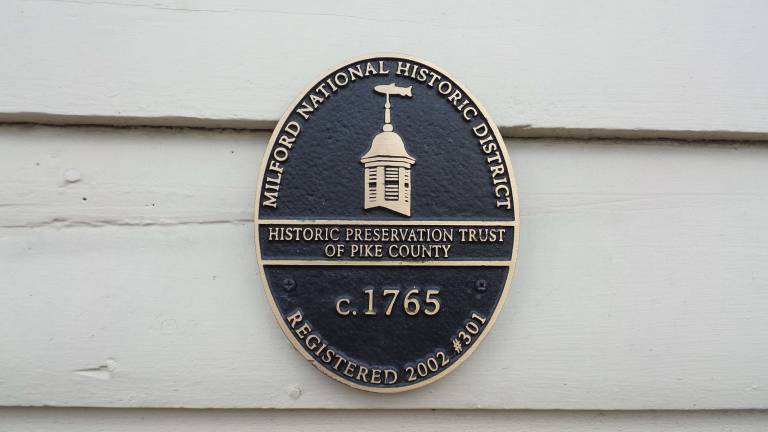 MILFORD NATIONAL HISTORIC DISTRICT
HISTORIC PRESERVATION TRUST
OF PIKE COUNTY
c. 1765
REGISTERED 2002 #301